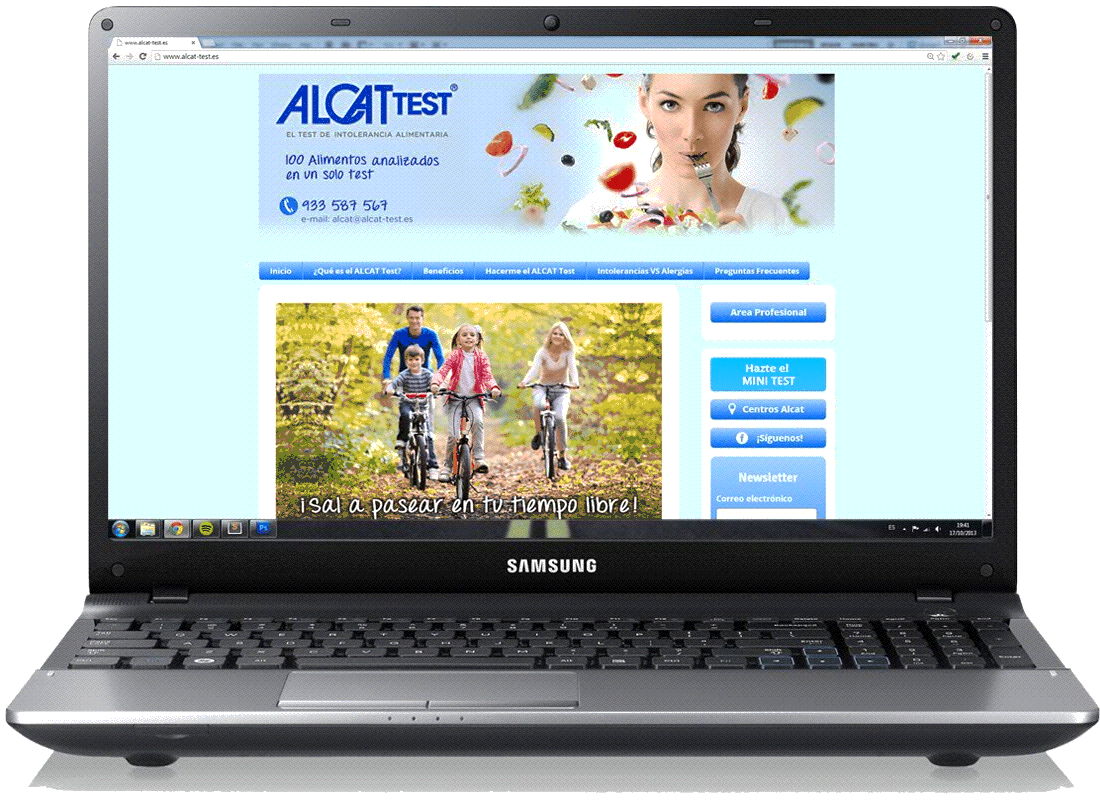 www.alcat-test.es
www.alcat-test.es
ALCAT TEST®
EL TEST DE INTOLERANCIA ALIMENTARIA
100 Alimentos analizados
en un solo test
933 587 567
e-mail: alcat@alcat-test.es
Inicio
¿Qué es el ALCAT Test?
Beneficios
Hacerme el ALCAT Test
Intolerancias VS Alergias
Preguntas Frecuentes
Area Profesional
Hazte el
MINI TEST
Centros Alcat
¡Síguenos!
Newsletter
Correo electrónico
¡Sal a pasear en tu tiempo libre!
Ps
ES
19:41
17/10/2013
SAMSUNG